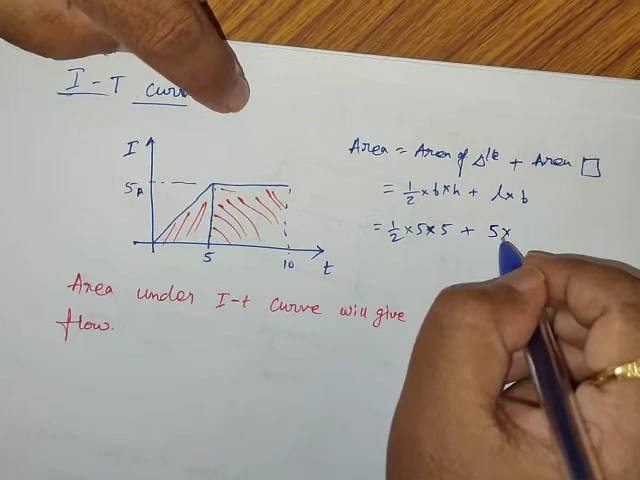 I - T Curv
I
5A
5
10
t
Area = Area of Δle + Area □
= 1/2 × b × h + l × b
= 1/2 × 5 × 5 + 5 ×
Area under I-t curve will give
flow.